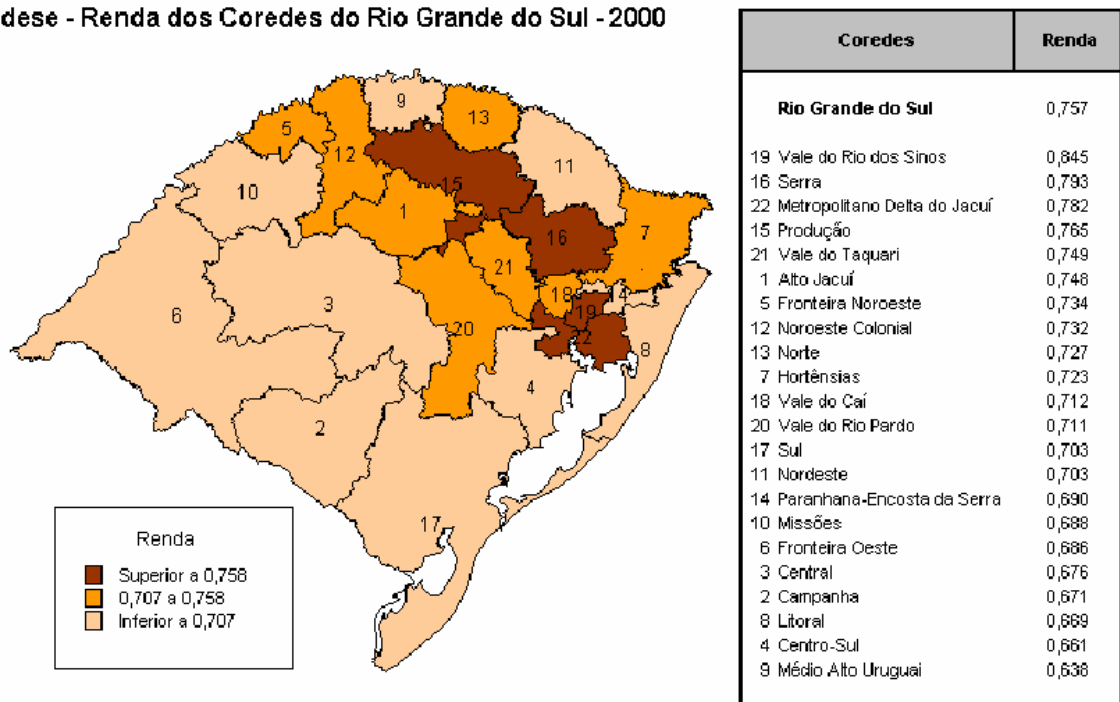 dese - Renda dos Coredes do Rio Grande do Sul - 2000
Coredes Renda
Rio Grande do Sul 0,757
19 Vale do Rio dos Sinos 0,845
16 Serra 0,793
22 Metropolitano Delta do Jacuí 0,782
15 Produção 0,765
21 Vale do Taquari 0,749
1 Alto Jacuí 0,748
5 Fronteira Noroeste 0,734
12 Noroeste Colonial 0,732
13 Norte 0,727
7 Hortênsias 0,723
18 Vale do Caí 0,712
20 Vale do Rio Pardo 0,711
17 Sul 0,703
11 Nordeste 0,703
14 Paranhana-Encosta da Serra 0,690
10 Missões 0,688
6 Fronteira Oeste 0,686
3 Central 0,676
2 Campanha 0,671
8 Litoral 0,669
4 Centro-Sul 0,661
9 Médio Alto Uruguai 0,638
9
13
5
12
11
15
10
1
16
7
21
3
18
14
6
19
20
22
8
4
2
17
Renda
Superior a 0,758
0,707 a 0,758
Inferior a 0,707